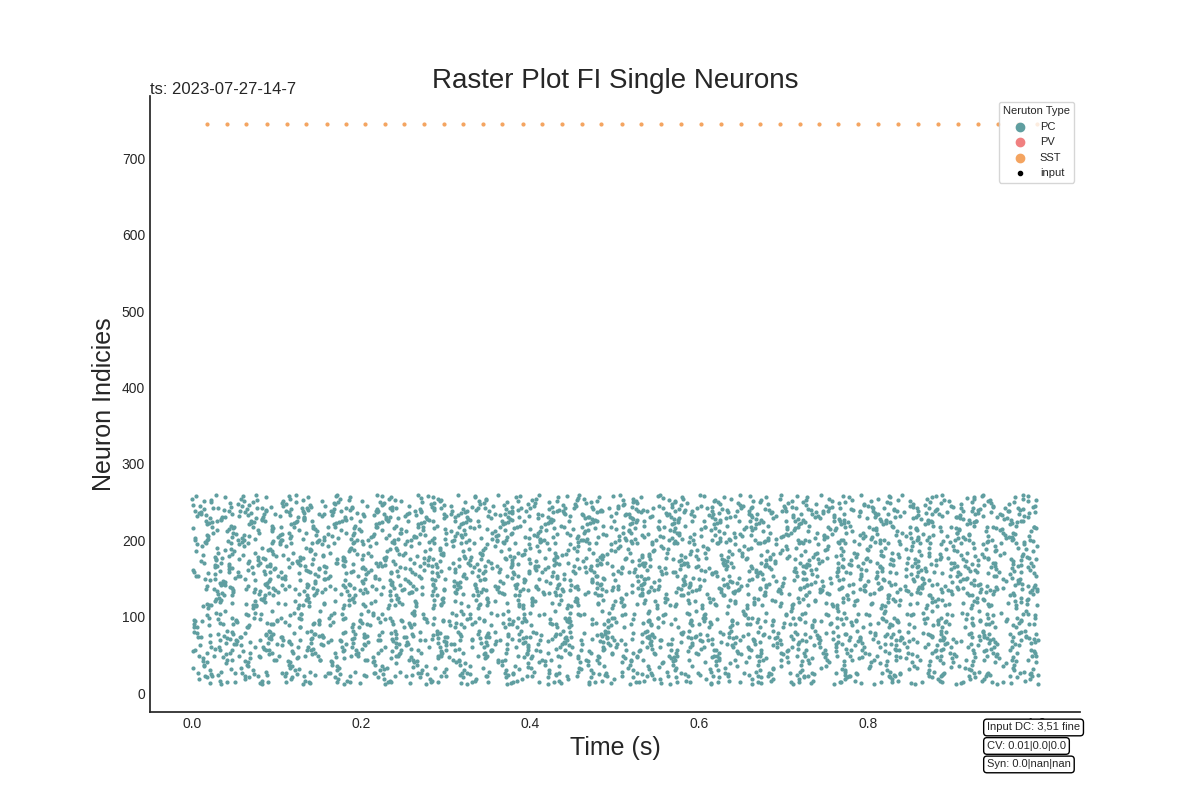 Raster Plot FI Single Neurons
ts: 2023-07-27-14-7
Neruton Type
PC
PV
SST
input
Neuron Indicies
700
600
500
400
300
200
100
0
0.0 0.2 0.4 0.6 0.8
Time (s)
Input DC: 3,51 fine
CV: 0.01|0.0|0.0
Syn: 0.0|nan|nan